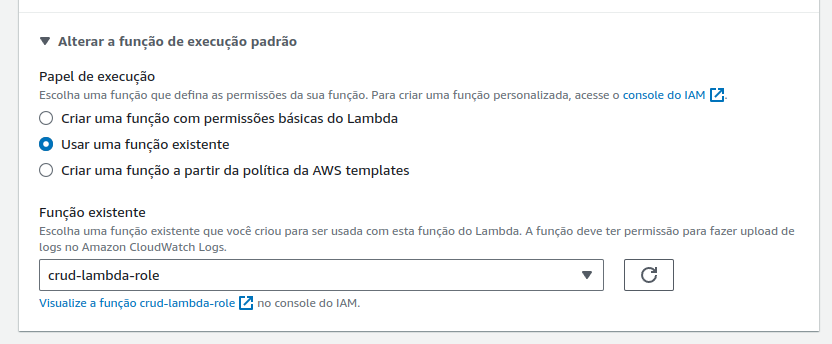 Alterar a função de execução padrão
Papel de execução
Escolha uma função que defina as permissões da sua função. Para criar uma função personalizada, acesse o console do IAM.
Criar uma função com permissões básicas do Lambda
Usar uma função existente
Criar uma função a partir da política da AWS templates
Função existente
Escolha uma função existente que você criou para ser usada com esta função do Lambda. A função deve ter permissão para fazer upload de
logs no Amazon CloudWatch Logs.
crud-lambda-role
Visualize a função crud-lambda-role no console do IAM.